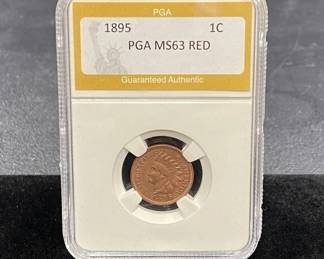 PGA
1895 1C
PGA MS63 RED
Guaranteed Authentic